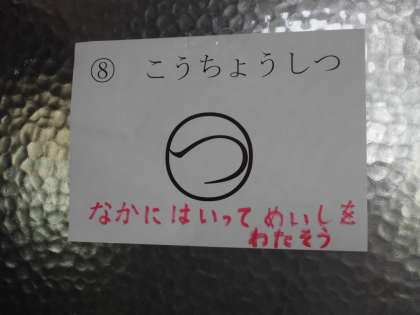 ⑧ こうちょうしつ
つ
なかにはいって めいしを
わたそう